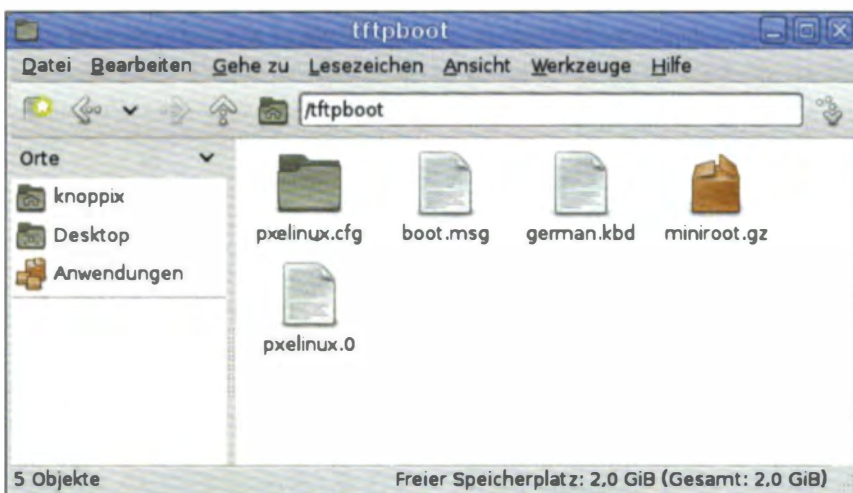 tftpboot
Datei Bearbeiten Gehe zu Lesezeichen Ansicht Werkzeuge Hilfe
/tftpboot
Orte
knoppix
Desktop
Anwendungen
pxelinux.cfg boot.msg german.kbd miniroot.gz
pxelinux.0
5 Objekte Freier Speicherplatz: 2,0 GiB (Gesamt: 2,0 GiB)